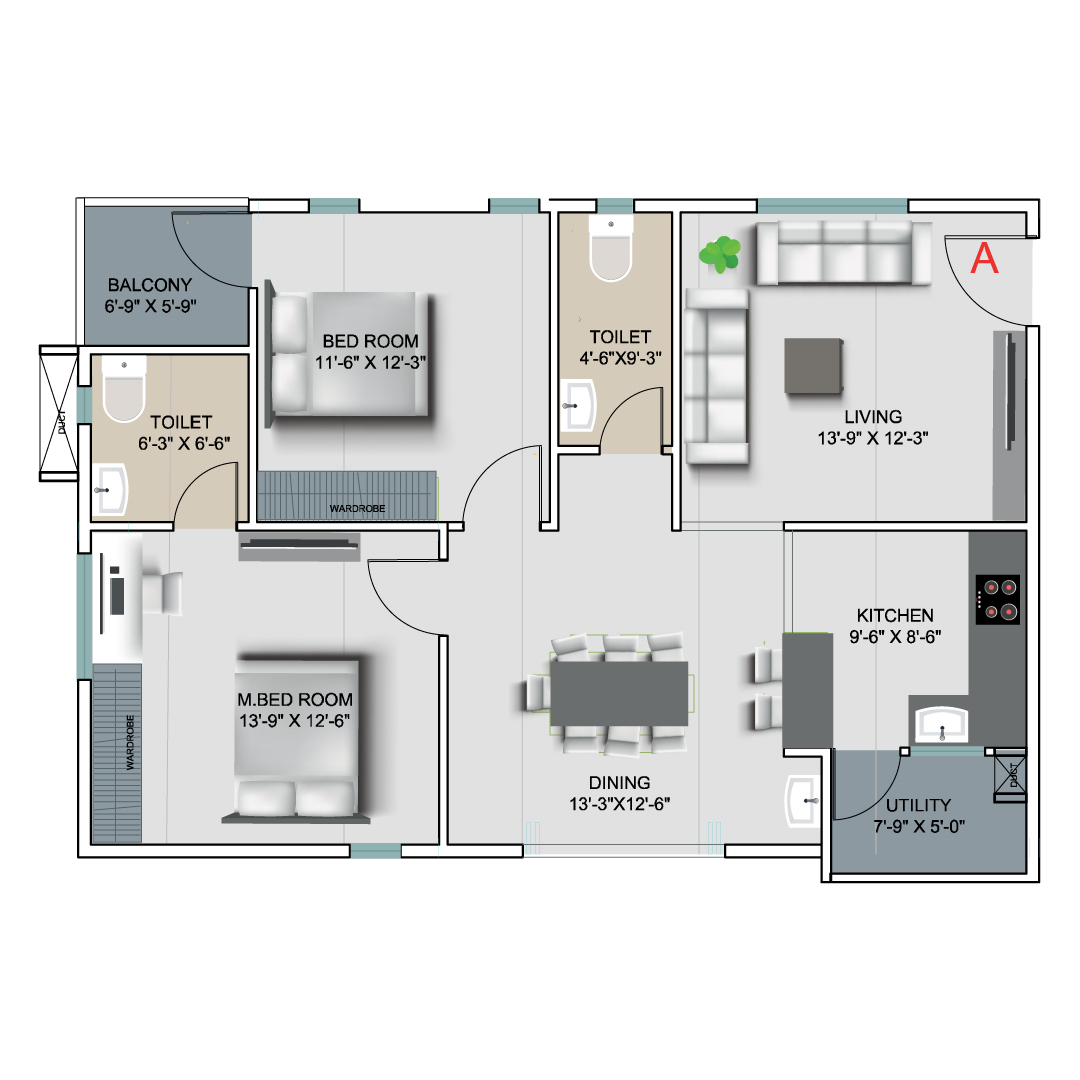 A
BALCONY
6'-9" X 5'-9"
BED ROOM
11'-6" X 12'-3"
TOILET
4'-6"X9'-3"
LIVING
13'-9" X 12'-3"
DUCT
TOILET
6'-3" X 6'-6"
WARDROBE
KITCHEN
9'-6" X 8'-6"
M.BED ROOM
13'-9" X 12'-6"
WARDROBE
DINING
13'-3"X12'-6"
DUCT
UTILITY
7'-9" X 5'-0"